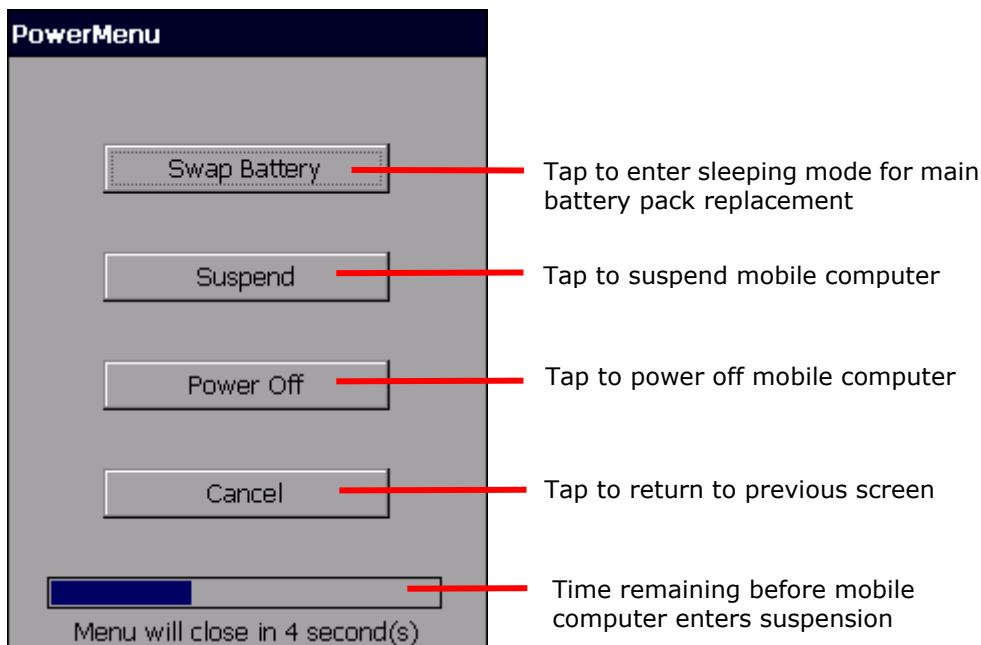 PowerMenu
Swap Battery
Tap to enter sleeping mode for main
battery pack replacement
Suspend
Tap to suspend mobile computer
Power Off
Tap to power off mobile computer
Cancel
Tap to return to previous screen
Time remaining before mobile
computer enters suspension
Menu will close in 4 second(s)